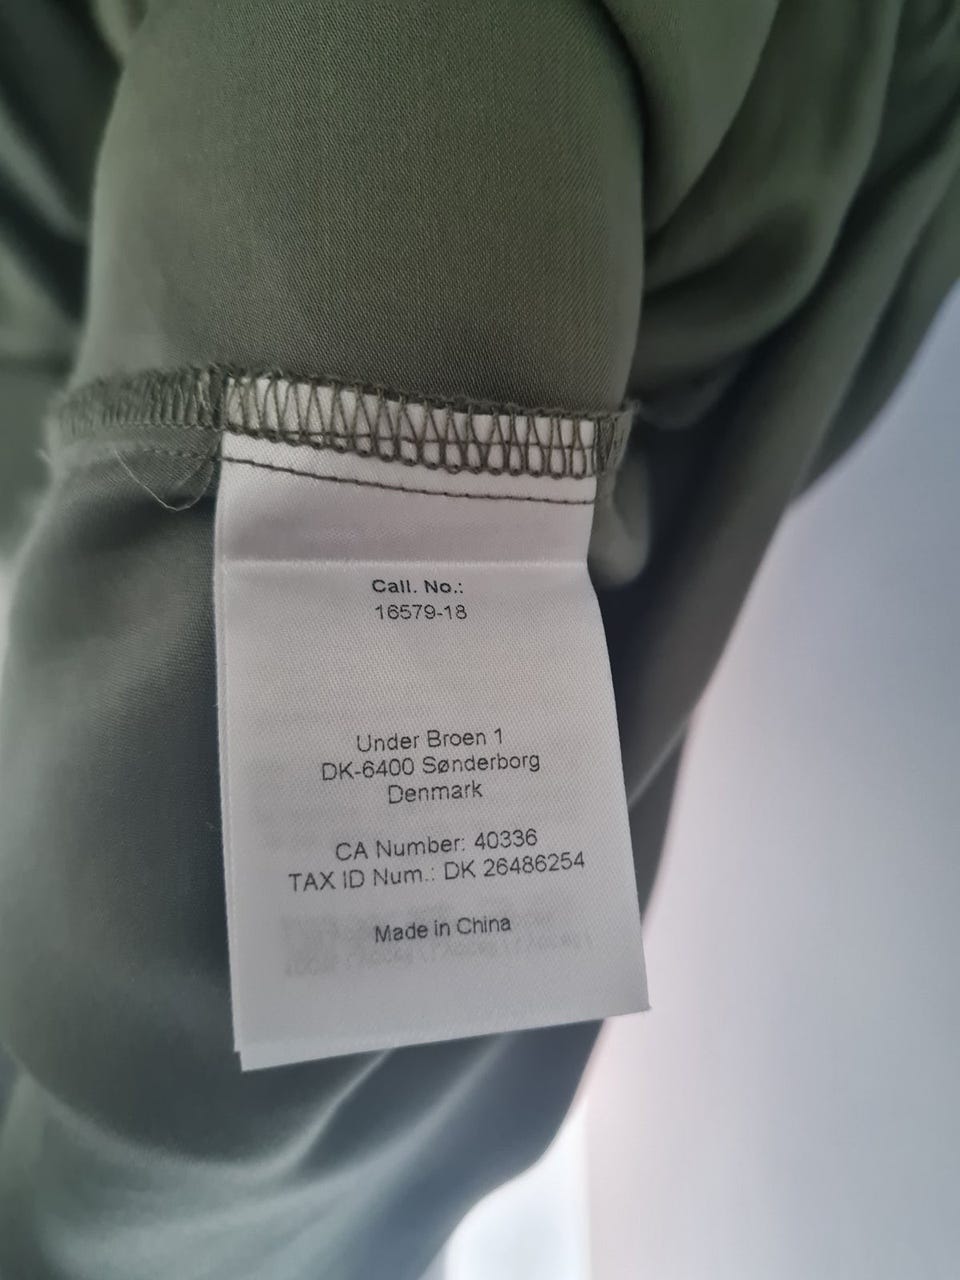 Call. No.:
16579-18
Under Broen 1
DK-6400 Sønderborg
Denmark
CA Number: 40336
TAX ID Num.: DK 26486254
Made in China